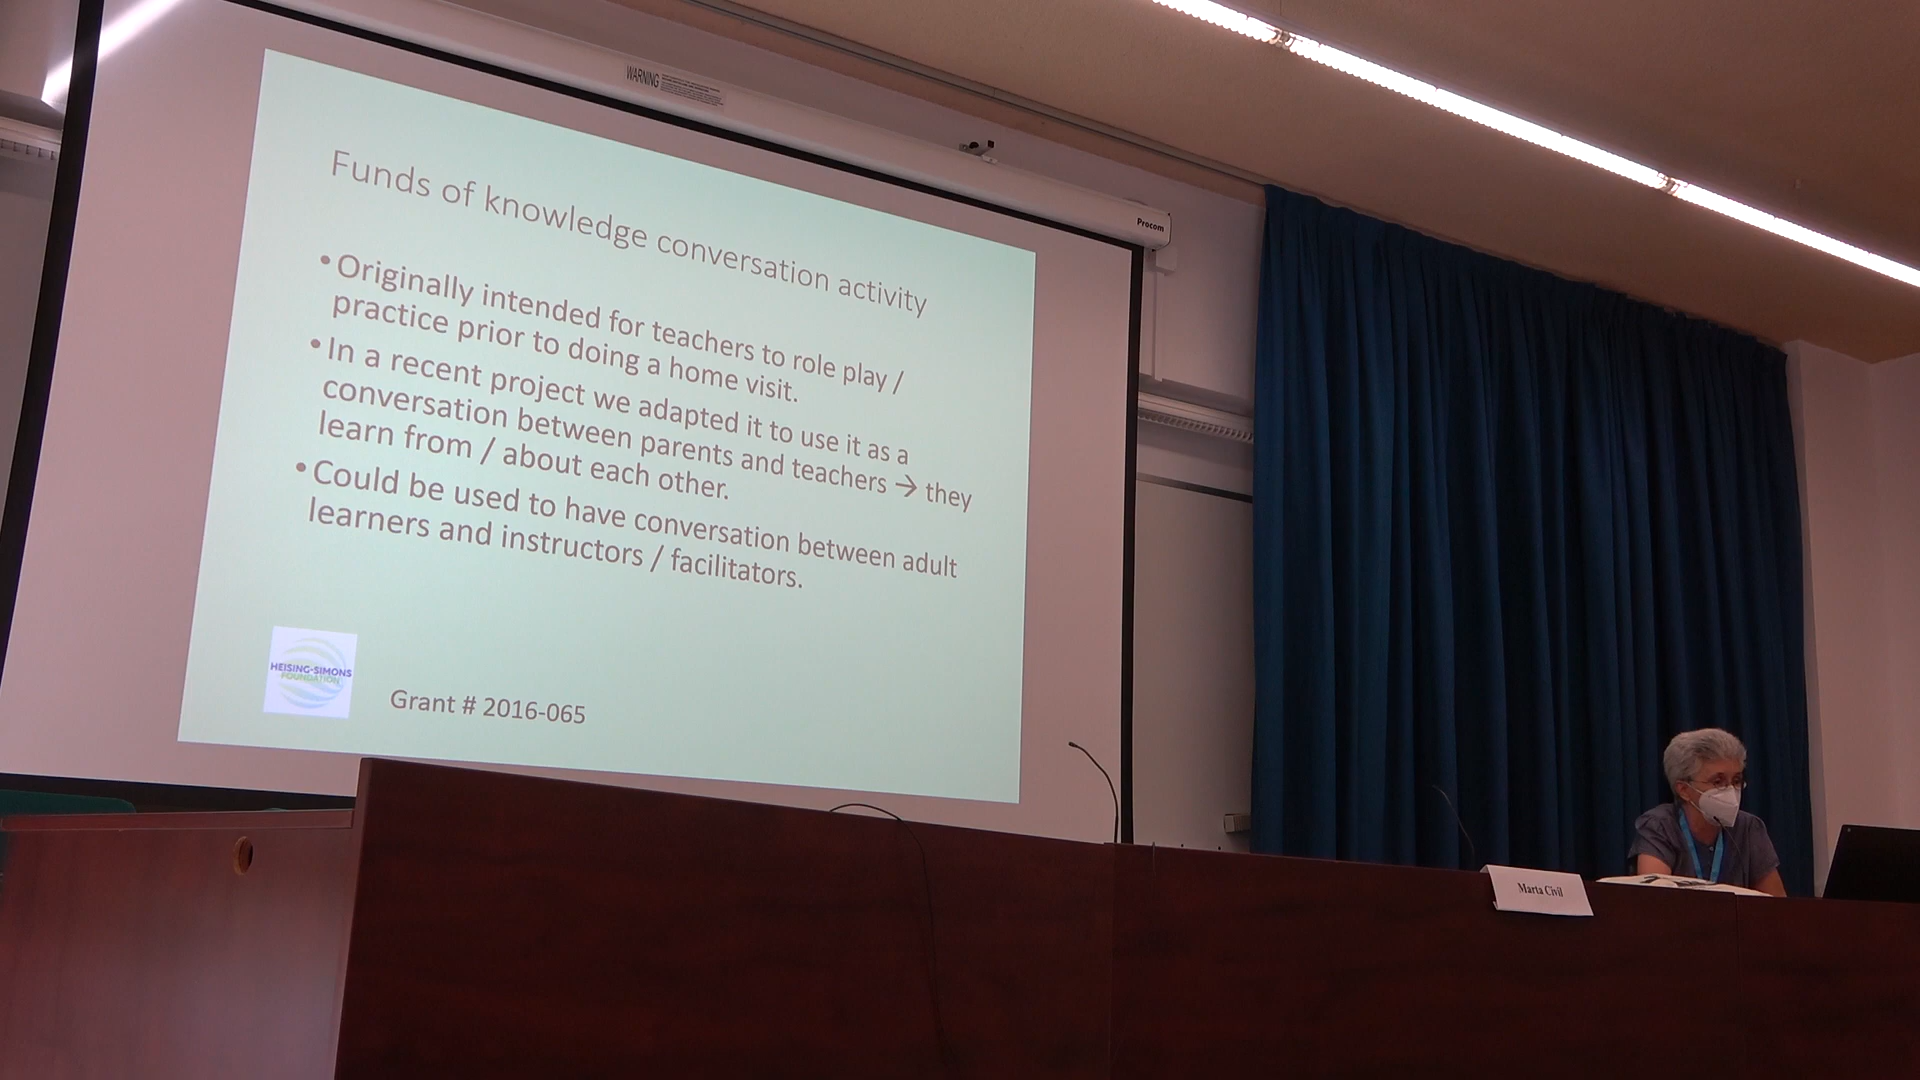 WARNING
Procom
Funds of knowledge conversation activity
• Originally intended for teachers to role play /
practice prior to doing a home visit.
• In a recent project we adapted it to use it as a
conversation between parents and teachers → they
learn from / about each other.
• Could be used to have conversation between adult
learners and instructors / facilitators.
HEISING-SIMONS
FOUNDATION
Grant # 2016-065
Marta Civil